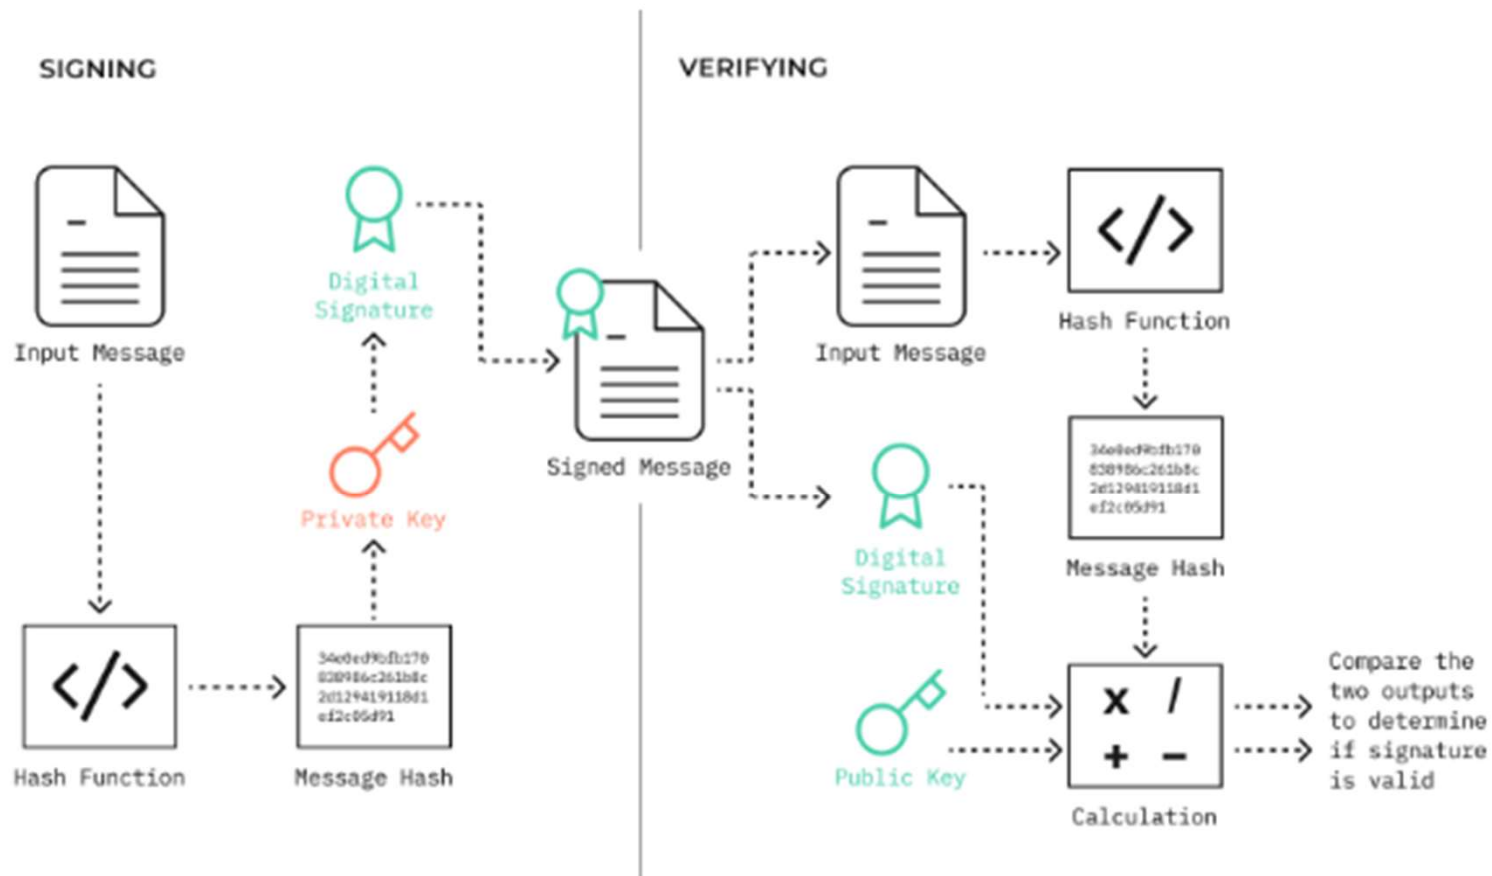 SIGNING
Input Message
Hash Function
Message Hash
Private Key
Digital
Signature
Signed Message
VERIFYING
Input Message
Hash Function
Message Hash
Digital
Signature
Public Key
x /
+ −
Calculation
Compare the
two outputs
to determine
if signature
is valid